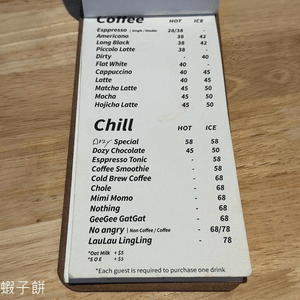 Coffee HOT ICE
Espresso | Single / Double 28/38 -
Americano 38 42
Long Black 38 42
Piccolo Latte 38 -
Dirty - 40
Flat White 40 -
Cappuccino 40 45
Latte 40 45
Matcha Latte 45 50
Mocha 45 50
Hojicha Latte 45 50
Chill HOT ICE
Dozy Special 58 58
Dozy Chocolate 45 50
Esppresso Tonic - 58
Coffee Smoothie - 58
Cold Brew Coffee - 68
Chole - 68
Mimi Momo - 68
Nothing - 68
GeeGee GatGat - 68
No angry | Non Coffee / Coffee - 68/78
LauLau LingLing - 78
*Oat Milk + $5
*S O E + $5
*Each guest is required to purchase one drink
蝦子餅